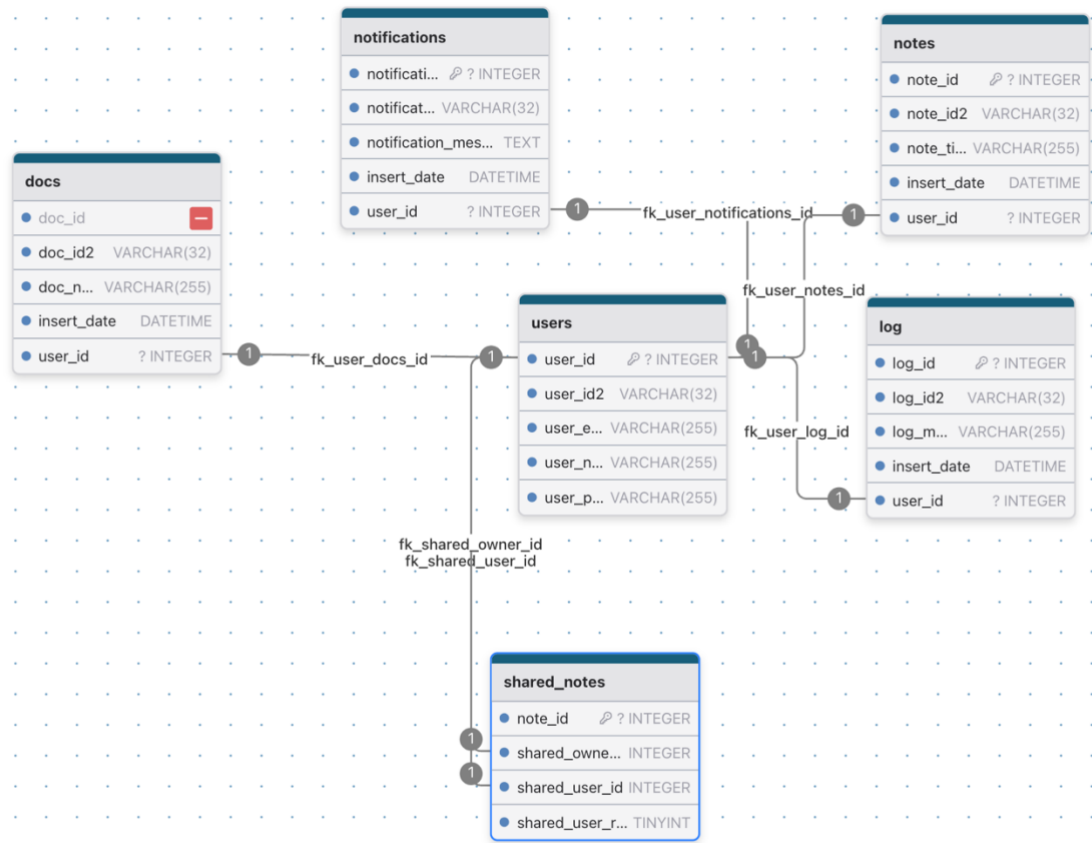 notifications
notificati... ? INTEGER
notificat... VARCHAR(32)
notification_mes... TEXT
insert_date DATETIME
user_id ? INTEGER
notes
note_id ? INTEGER
note_id2 VARCHAR(32)
note_ti... VARCHAR(255)
insert_date DATETIME
user_id ? INTEGER
docs
doc_id
doc_id2 VARCHAR(32)
doc_n... VARCHAR(255)
insert_date DATETIME
user_id ? INTEGER
1
fk_user_notifications_id
1
fk_user_notes_id
1
fk_user_docs_id
1
users
user_id ? INTEGER
user_id2 VARCHAR(32)
user_e... VARCHAR(255)
user_n... VARCHAR(255)
user_p... VARCHAR(255)
1
1
fk_user_log_id
1
log
log_id ? INTEGER
log_id2 VARCHAR(32)
log_m... VARCHAR(255)
insert_date DATETIME
user_id ? INTEGER
fk_shared_owner_id
fk_shared_user_id
shared_notes
note_id ? INTEGER
1
shared_owne... INTEGER
1
shared_user_id INTEGER
shared_user_r... TINYINT